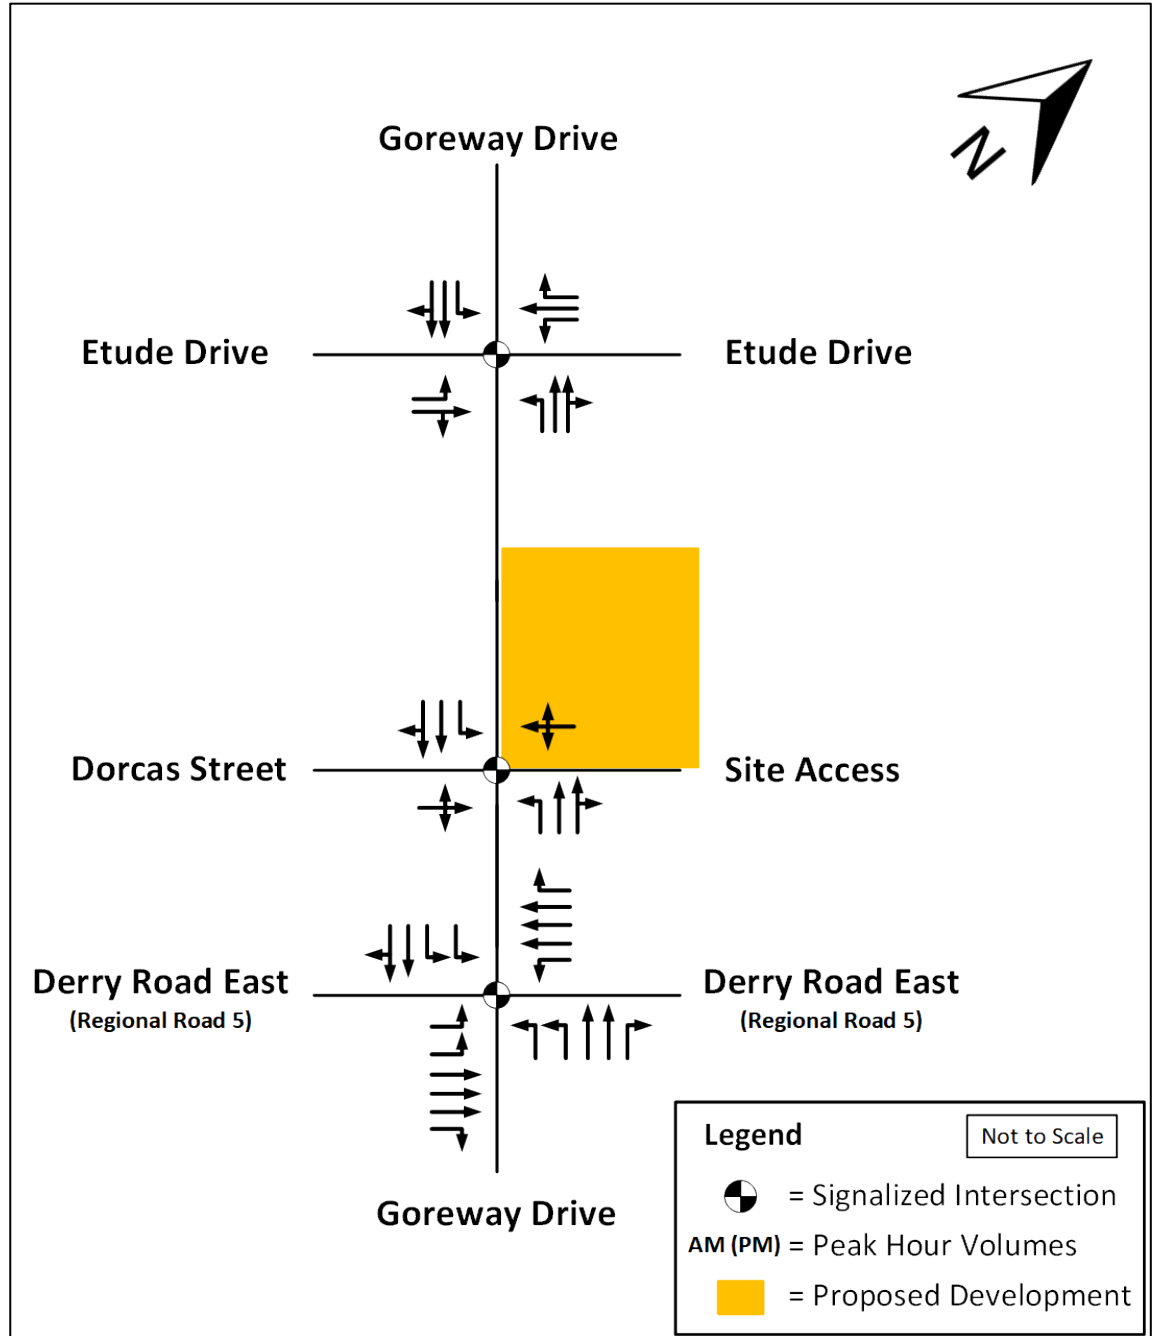 N
Goreway Drive
Etude Drive
Etude Drive
Dorcas Street
Site Access
Derry Road East
(Regional Road 5)
Derry Road East
(Regional Road 5)
Goreway Drive
Legend
Not to Scale
= Signalized Intersection
AM (PM) = Peak Hour Volumes
= Proposed Development